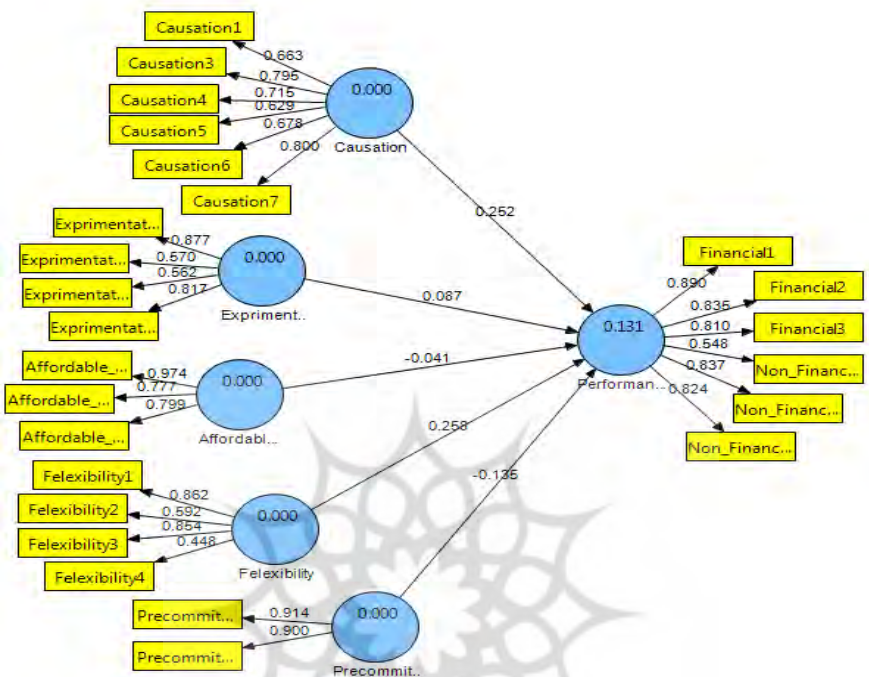 Causation1
0.663
Causation3
0.795
Causation4
0.715
Causation5
0.629
Causation6
0.678
Causation7
0.800
0.000
Causation
0.252
Exprimentat...
0.877
Exprimentat...
0.570
Exprimentat...
0.562
Exprimentat...
0.817
0.000
Expriment..
0.087
Affordable_...
0.974
Affordable_...
0.777
Affordable_...
0.799
0.000
Affordabl..
-0.041
Felexibility1
0.862
Felexibility2
0.592
Felexibility3
0.854
Felexibility4
0.448
0.000
Felexibility
0.258
Precommit...
0.914
Precommit...
0.900
0.000
Precommit..
-0.135
0.131
Performan..
Financial1
0.890
Financial2
0.835
Financial3
0.810
Non_Financ...
0.548
Non_Financ...
0.837
Non_Financ...
0.824